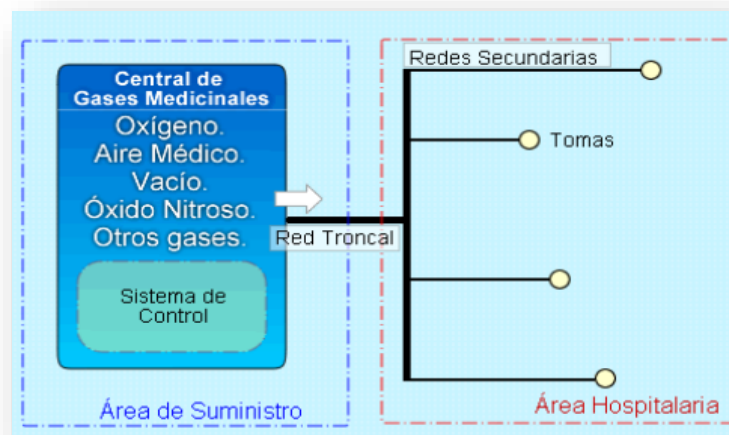 Central de
Gases Medicinales
Oxígeno.
Aire Médico.
Vacío.
Óxido Nitroso.
Otros gases.
Sistema de
Control
Área de Suministro
Red Troncal
Redes Secundarias
Tomas
Área Hospitalaria